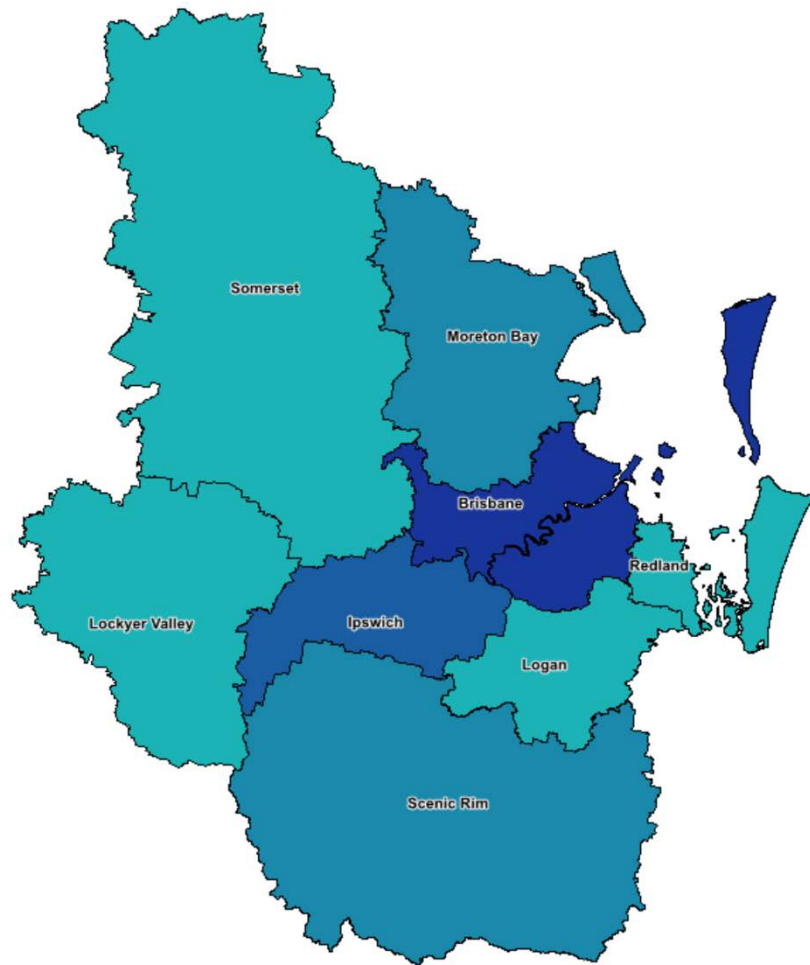 Somerset
Moreton Bay
Brisbane
Redland
Lockyer Valley
Ipswich
Logan
Scenic Rim